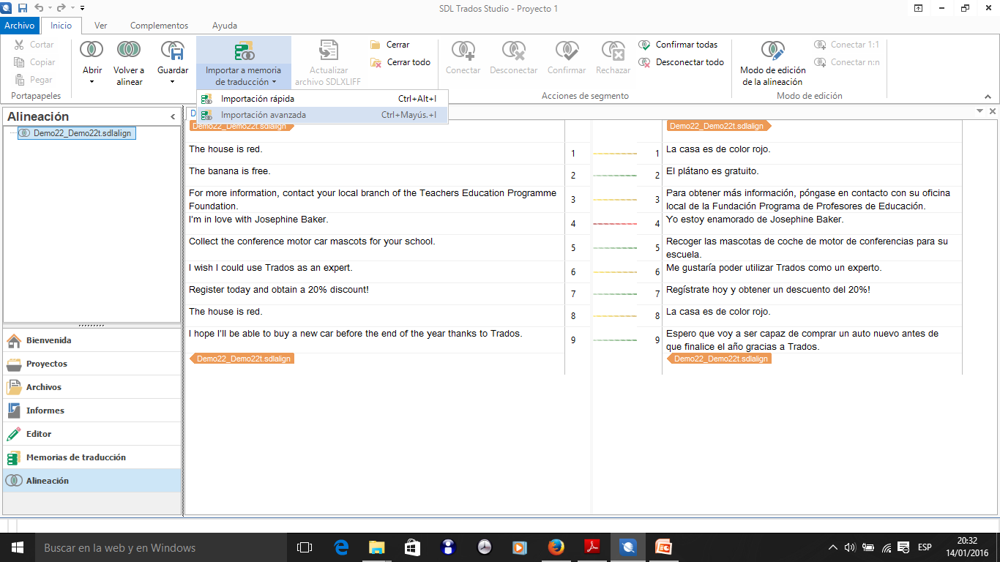 SDL Trados Studio - Proyecto 1
Archivo Inicio Ver Complementos Ayuda
Cortar
Copiar
Pegar
Portapapeles
Abrir
Volver a
alinear
Guardar
Importar a memoria
de traducción
Actualizar
archivo SDLXLIFF
Cerrar
Cerrar todo
Conectar
Desconectar
Confirmar
Rechazar
Confirmar todas
Desconectar todo
Acciones de segmento
Modo de edición
de la alineación
Conectar 1:1
Conectar n:n
Modo de edición
Importación rápida Ctrl+Alt+I
Importación avanzada Ctrl+Mayús.+I
Alineación
Demo22_Demo22t.sdlalign
Bienvenida
Proyectos
Archivos
Informes
Editor
Memorias de traducción
Alineación
D
Demo22_Demo22t.sdlalign Demo22_Demo22t.sdlalign
The house is red. 1 1 La casa es de color rojo.
The banana is free. 2 2 El plátano es gratuito.
For more information, contact your local branch of the Teachers Education Programme
Foundation. 3 3 Para obtener más información, póngase en contacto con su oficina
local de la Fundación Programa de Profesores de Educación.
I'm in love with Josephine Baker. 4 4 Yo estoy enamorado de Josephine Baker.
Collect the conference motor car mascots for your school. 5 5 Recoger las mascotas de coche de motor de conferencias para su
escuela.
I wish I could use Trados as an expert. 6 6 Me gustaría poder utilizar Trados como un experto.
Register today and obtain a 20% discount! 7 7 Regístrate hoy y obtener un descuento del 20%!
The house is red. 8 8 La casa es de color rojo.
I hope I'll be able to buy a new car before the end of the year thanks to Trados. 9 9 Espero que voy a ser capaz de comprar un auto nuevo antes de
que finalice el año gracias a Trados.
Demo22_Demo22t.sdlalign Demo22_Demo22t.sdlalign
Buscar en la web y en Windows
ESP
20:32
14/01/2016